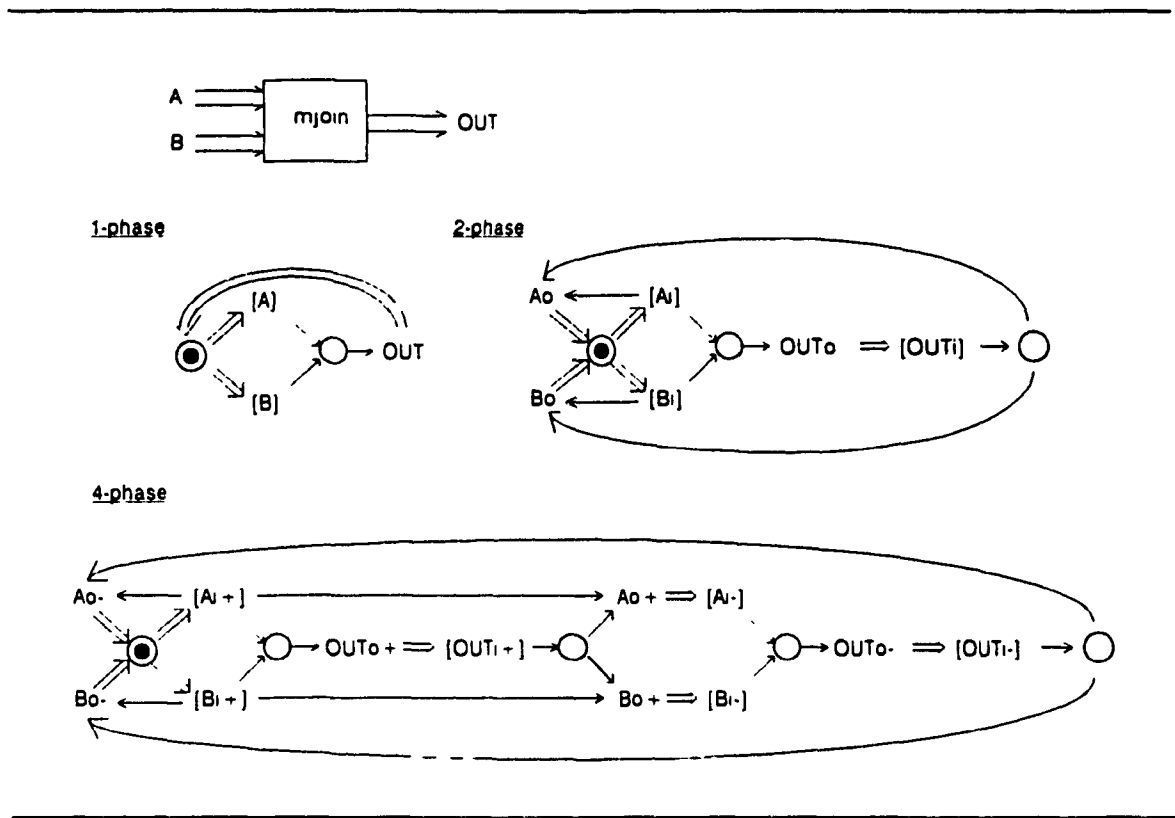 A
mjoin
OUT
B
1-phase
2-phase
[A]
OUT
[B]
Ao
[Ai]
OUTo
[OUTi]
Bo
[Bi]
4-phase
Ao-
[Ai+]
Ao+
[Ai-]
OUTo+
[OUTi+]
OUTo-
[OUTi-]
Bo-
[Bi+]
Bo+
[Bi-]